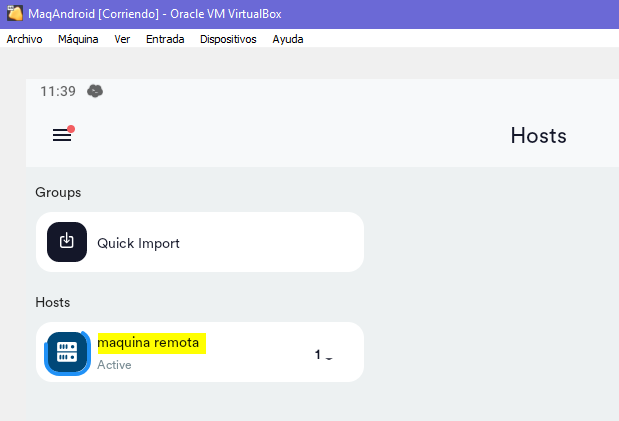 MaqAndroid [Corriendo] - Oracle VM VirtualBox
Archivo Máquina Ver Entrada Dispositivos Ayuda
11:39
Hosts
Groups
Quick Import
Hosts
maquina remota
Active
1